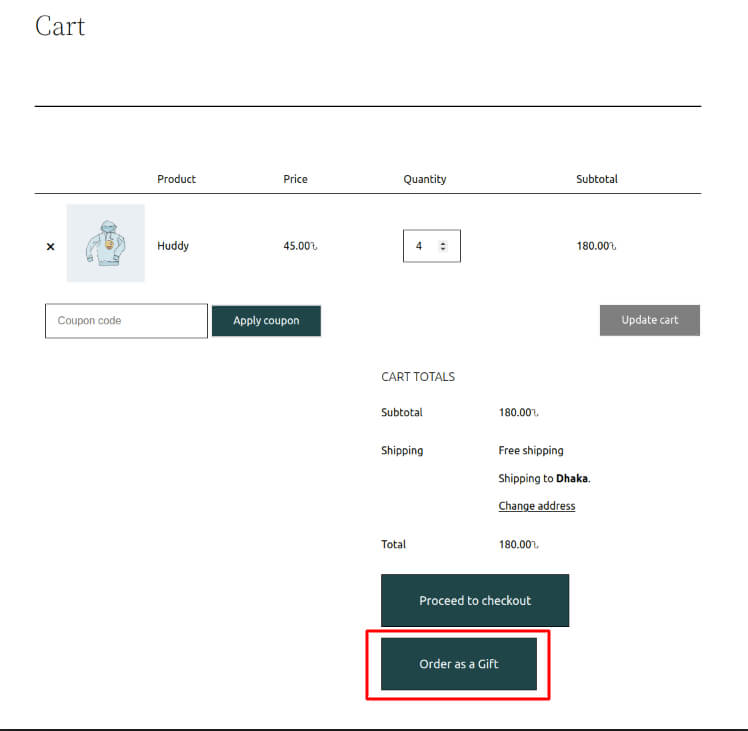 Cart
Product Price Quantity Subtotal
× Huddy 45.00৳ 4 180.00৳
Coupon code Apply coupon Update cart
CART TOTALS
Subtotal 180.00৳
Shipping Free shipping
Shipping to Dhaka.
Change address
Total 180.00৳
Proceed to checkout
Order as a Gift